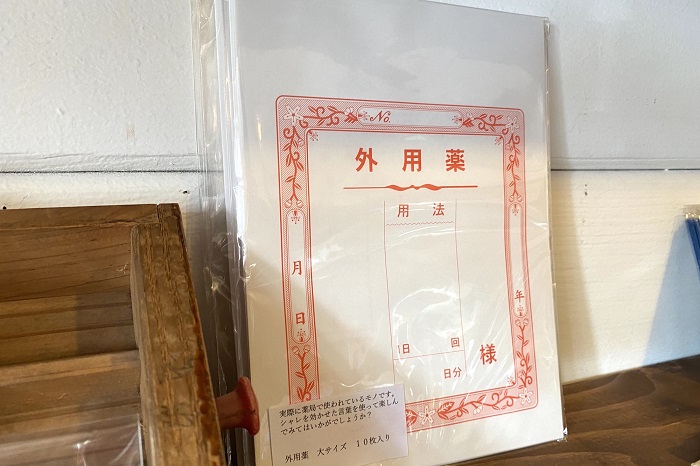 No.
外用薬
用法
1日 回
日分
様
年
月
日
実際に薬局で使われているモノです。
シャレを効かせた言葉を使って楽しん
でみてはいかがでしょうか？
外用薬 大サイズ 10枚入り